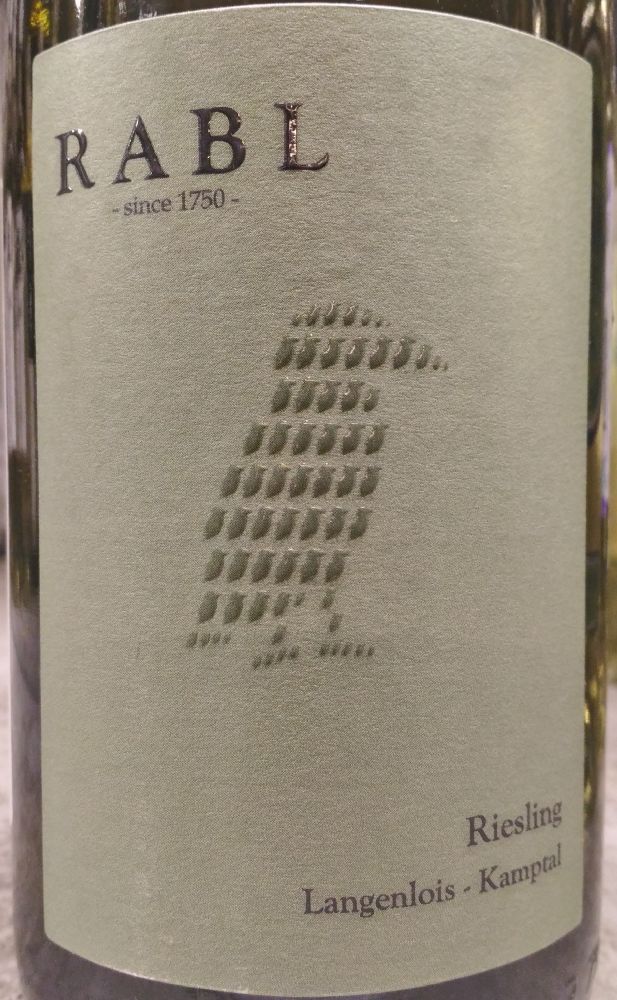 RABL
- since 1750 -
Riesling
Langenlois - Kamptal